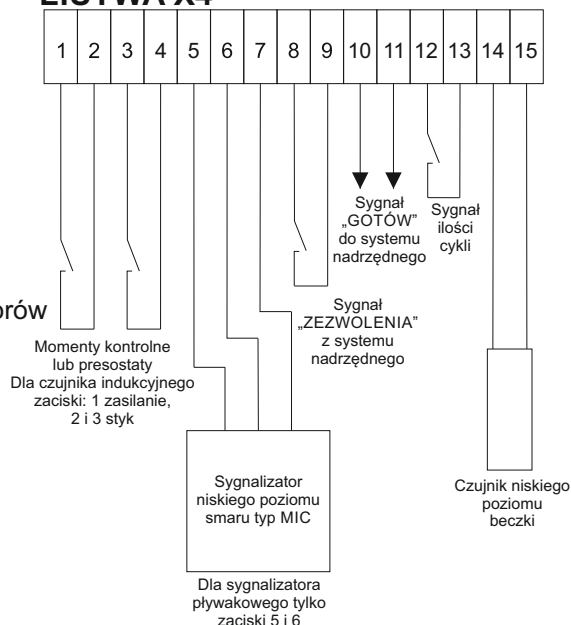 LISTWA X4
1 2 3 4 5 6 7 8 9 10 11 12 13 14 15
Sygnał
„GOTÓW”
do systemu
nadrzędnego
Sygnał
ilości
cykli
orów
Sygnał
„ZEZWOLENIA”
z systemu
nadrzędnego
Momenty kontrolne
lub presostaty
Dla czujnika indukcyjnego
zaciski: 1 zasilanie,
2 i 3 styk
Sygnalizator
niskiego poziomu
smaru typ MIC
Czujnik niskiego
poziomu
beczki
Dla sygnalizatora
pływakowego tylko
zaciski 5 i 6